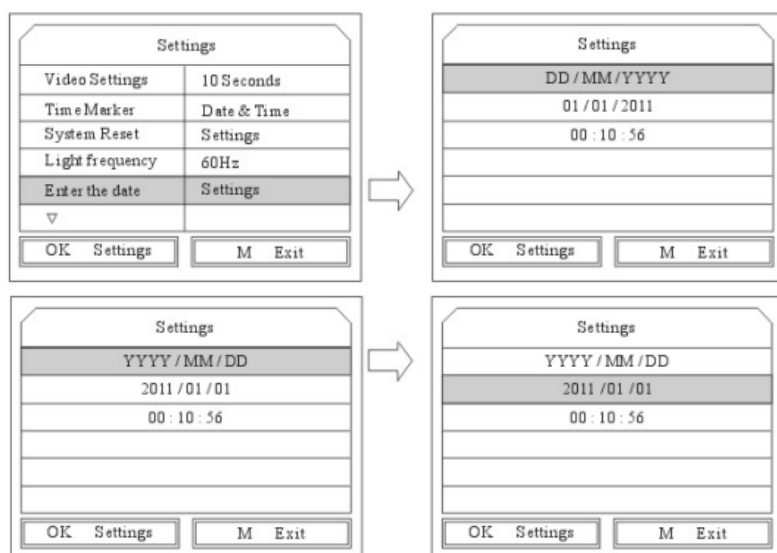 Settings
Video Settings 10 Seconds
Time Marker Date & Time
System Reset Settings
Light frequency 60Hz
Enter the date Settings
▽
OK Settings M Exit
Settings
DD / MM / YYYY
01 / 01 / 2011
00 : 10 : 56
OK Settings M Exit
Settings
YYYY / MM / DD
2011 / 01 / 01
00 : 10 : 56
OK Settings M Exit
Settings
YYYY / MM / DD
2011 / 01 / 01
00 : 10 : 56
OK Settings M Exit